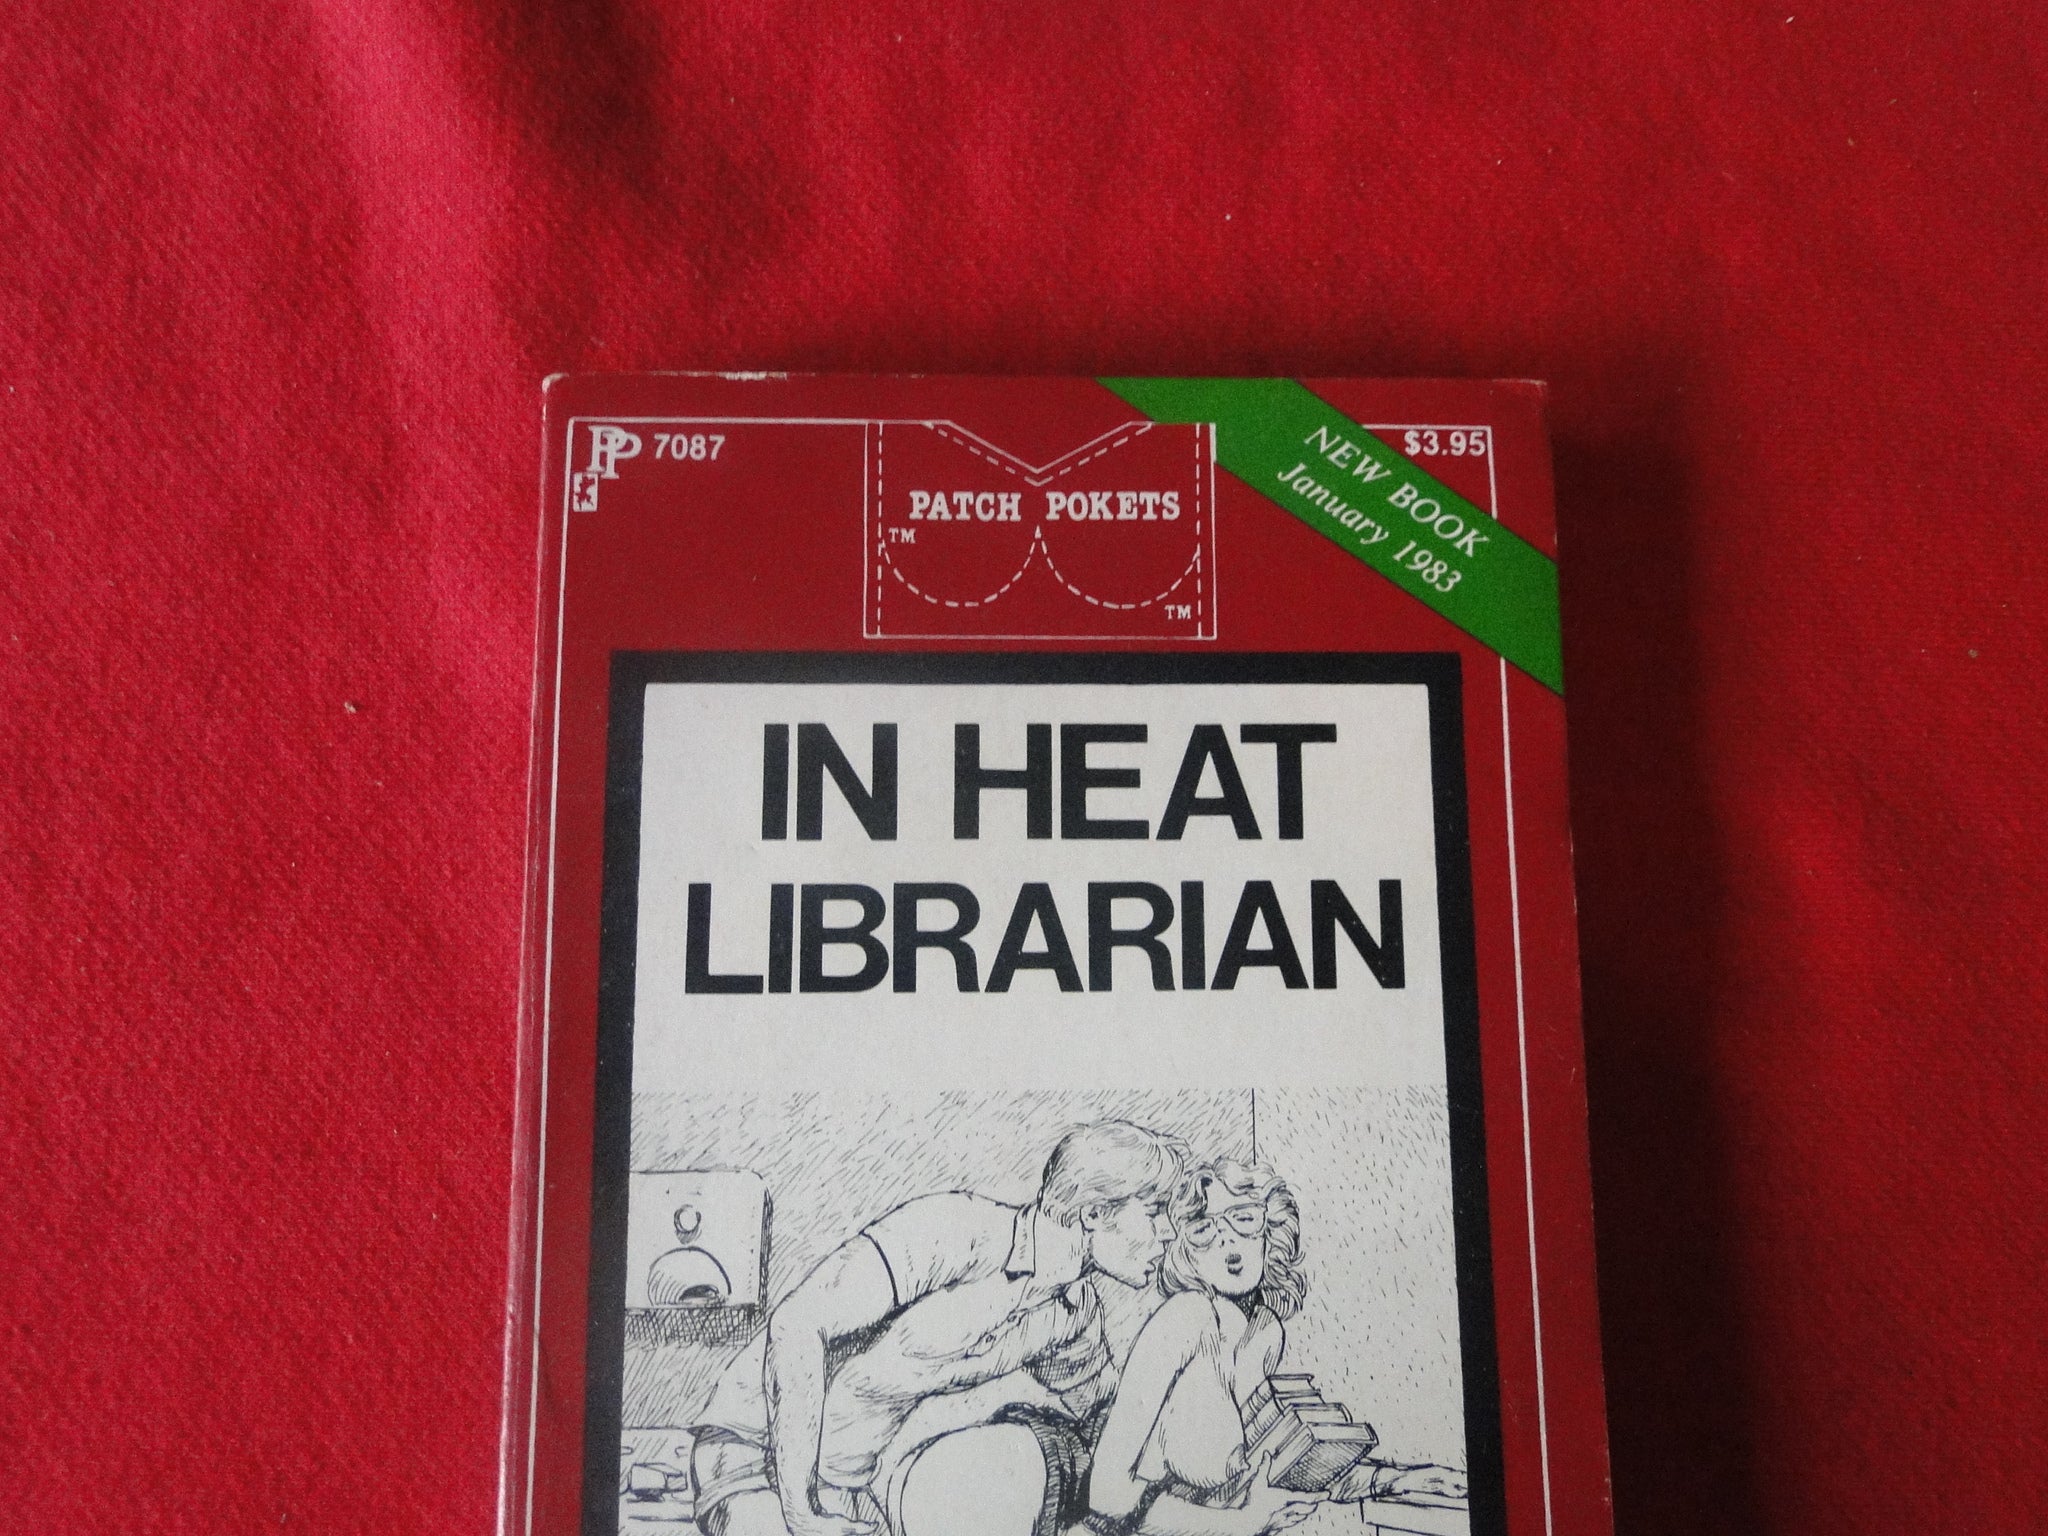 PP 7087
$3.95
NEW BOOK
January 1983
PATCH POKETS
TM
TM
IN HEAT
LIBRARIAN